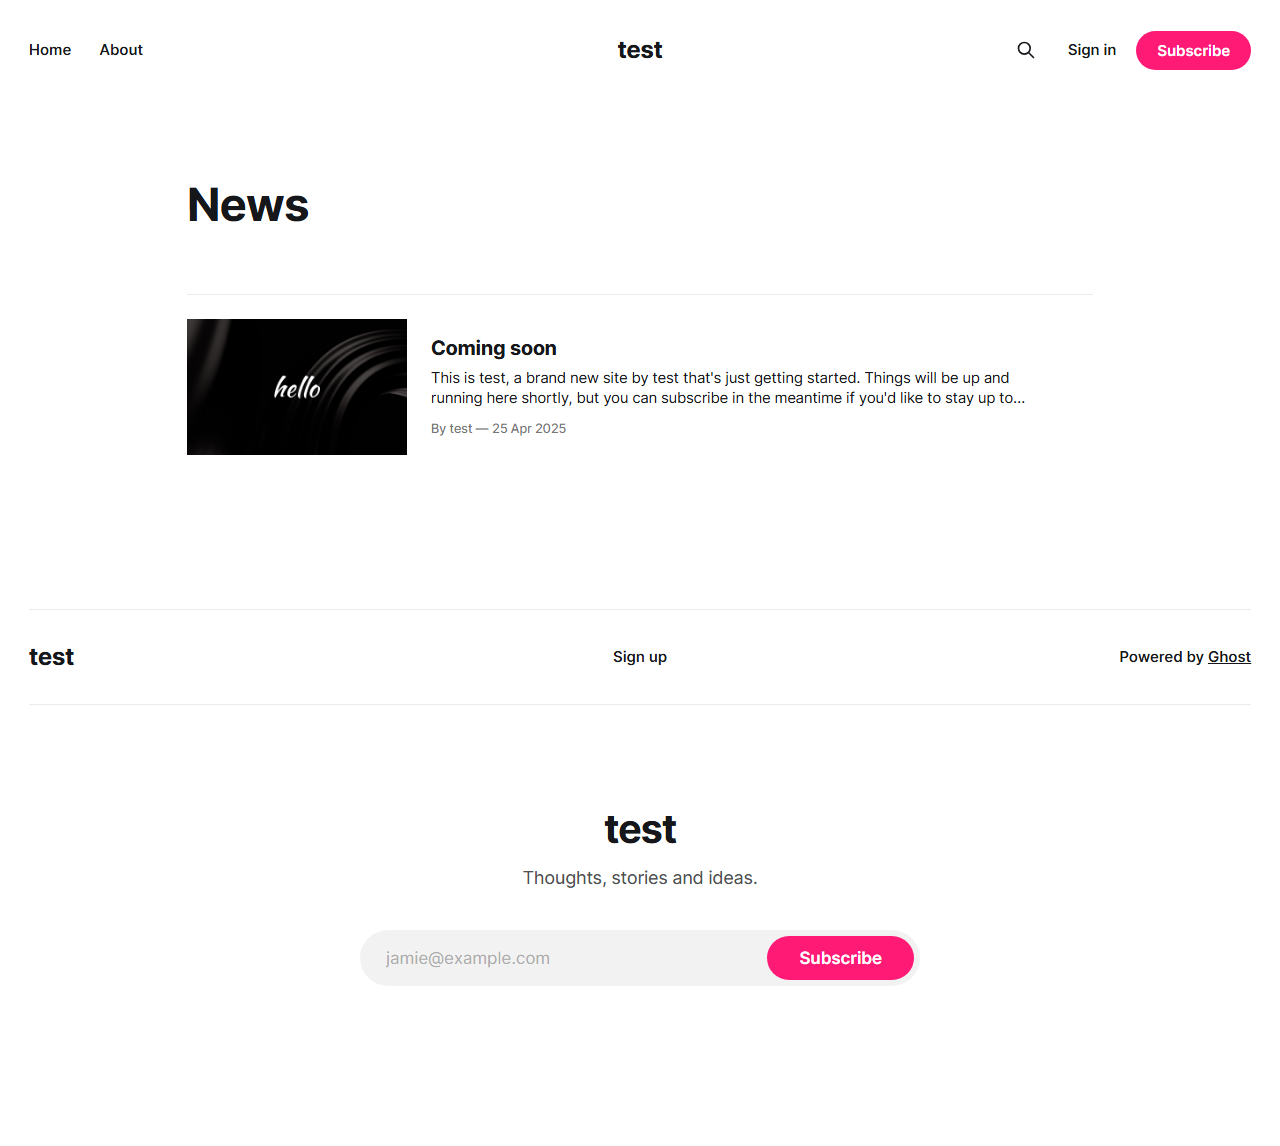 Home
About
test
Sign in
Subscribe
News
hello
Coming soon
This is test, a brand new site by test that's just getting started. Things will be up and
running here shortly, but you can subscribe in the meantime if you'd like to stay up to…
By test — 25 Apr 2025
test
Sign up
Powered by Ghost
test
Thoughts, stories and ideas.
jamie@example.com
Subscribe